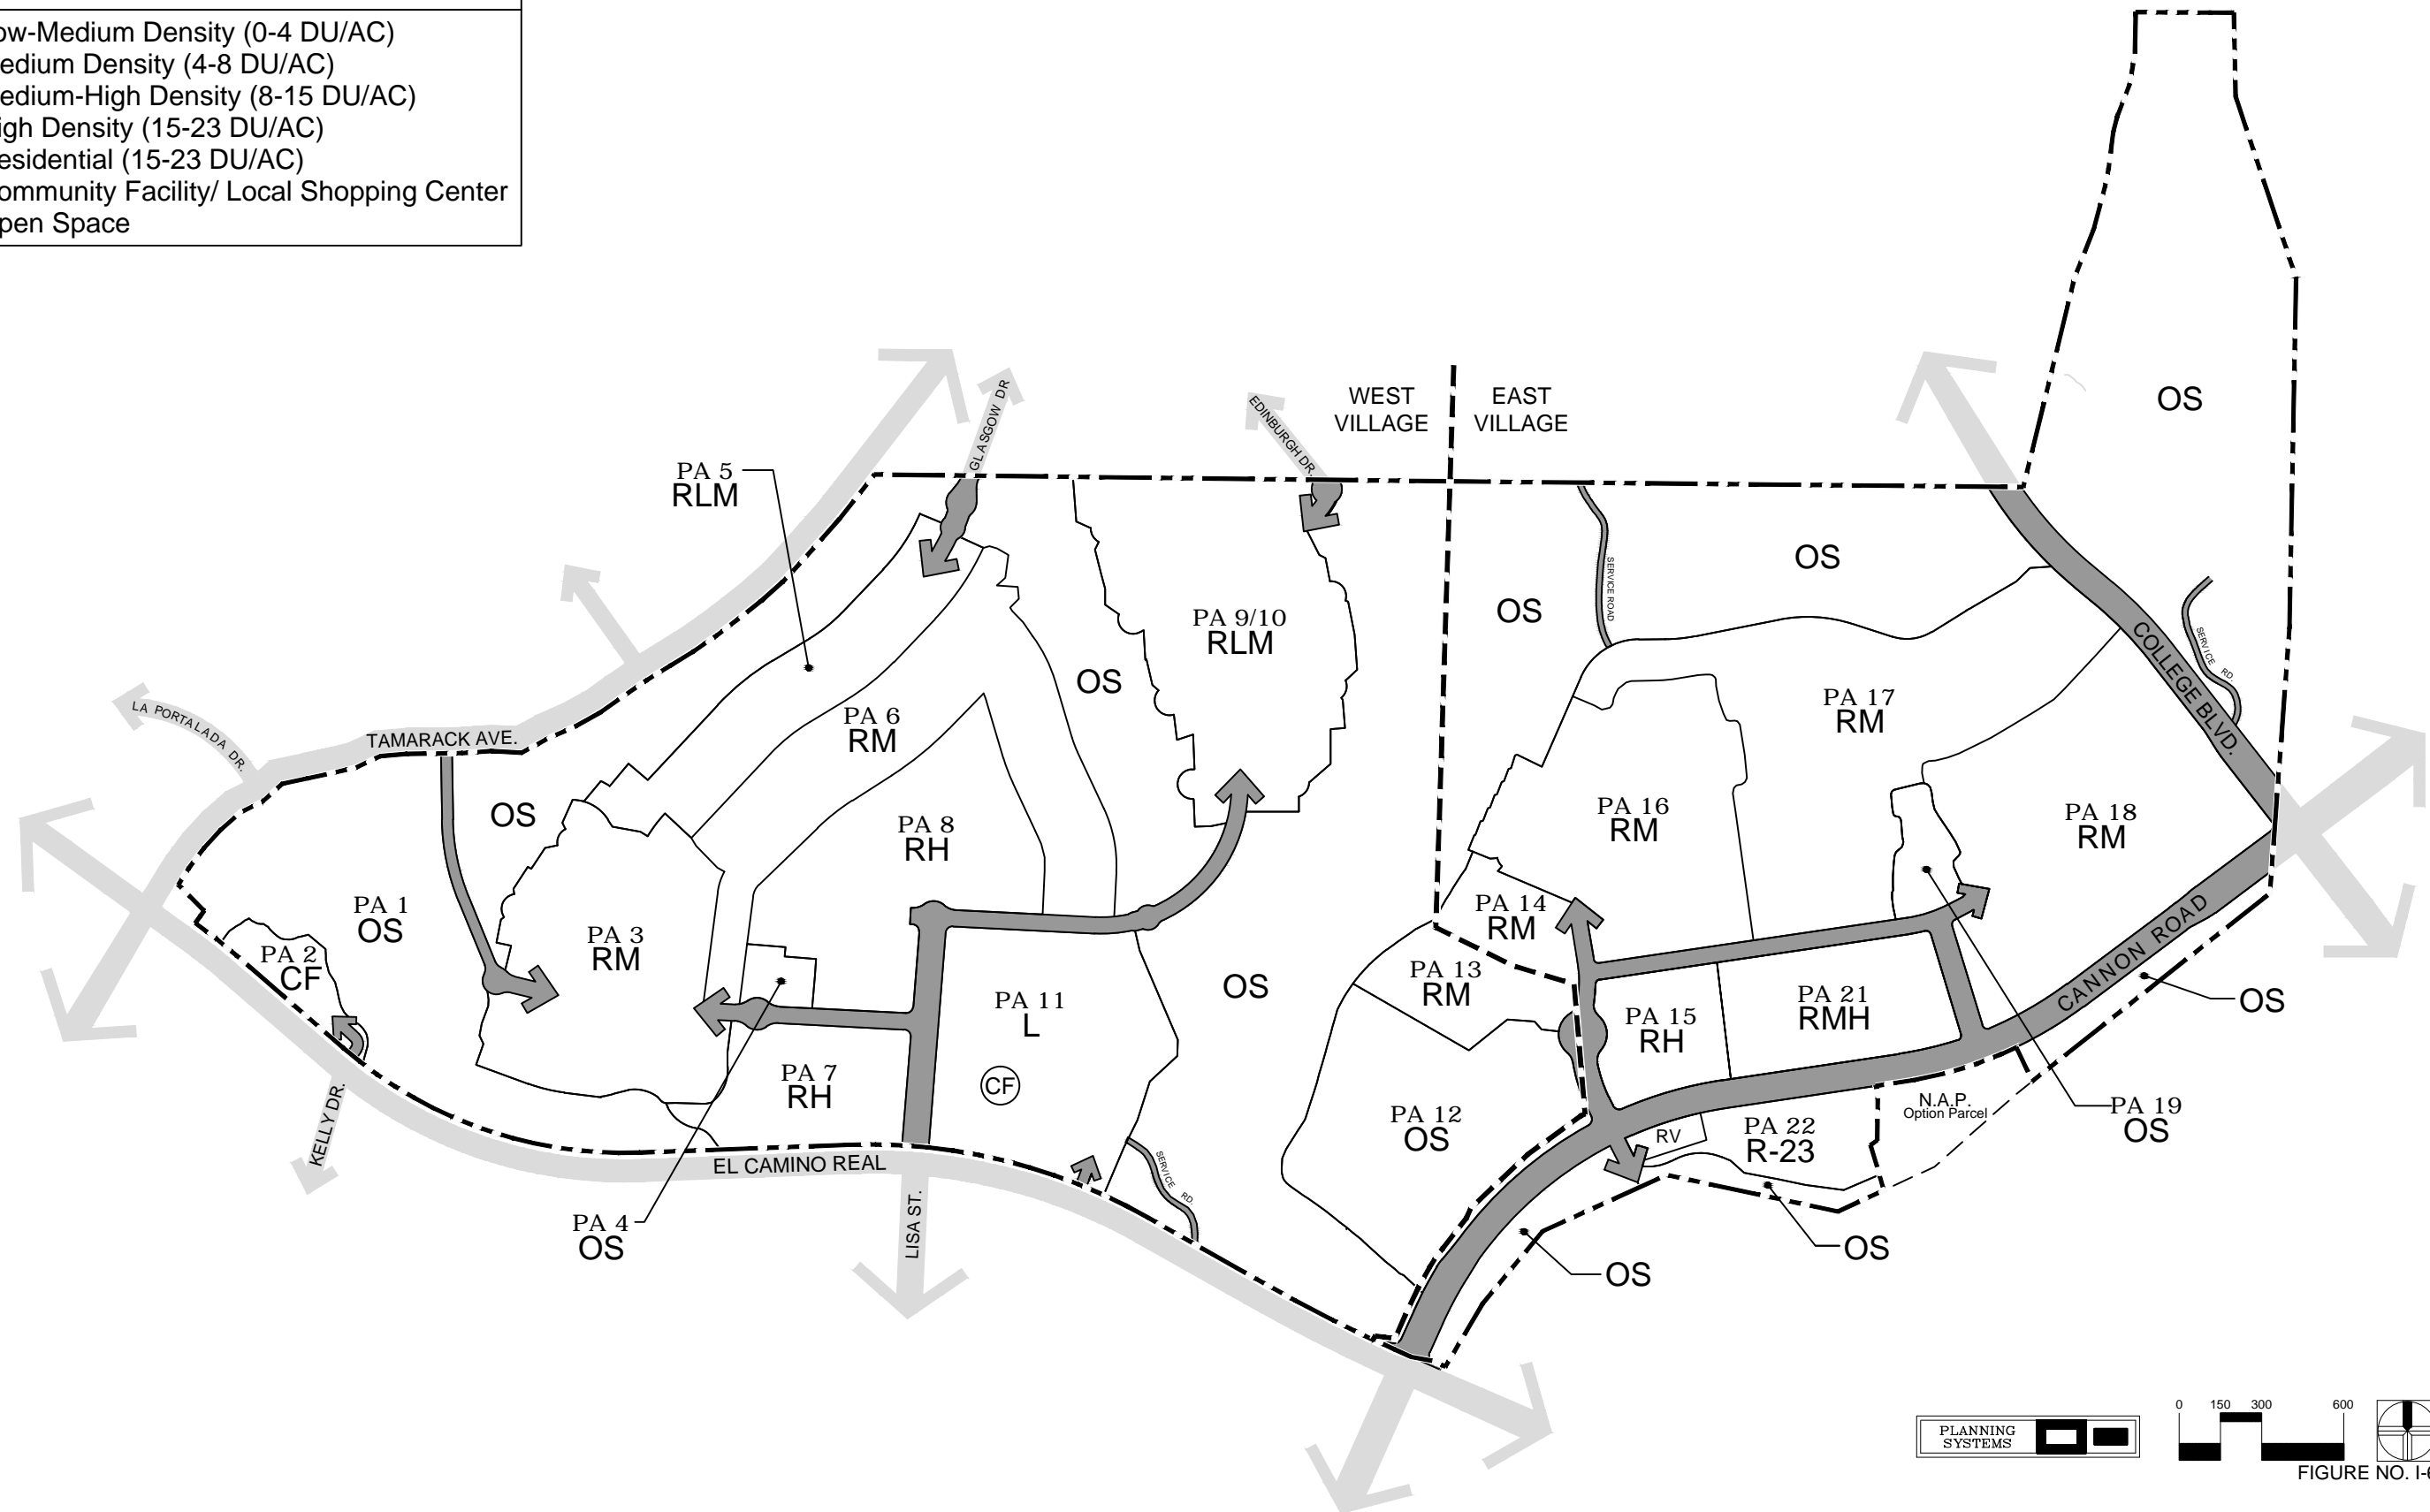 ow-Medium Density (0-4 DU/AC)
edium Density (4-8 DU/AC)
edium-High Density (8-15 DU/AC)
igh Density (15-23 DU/AC)
esidential (15-23 DU/AC)
ommunity Facility/ Local Shopping Center
pen Space
GLASGOW DR
EDINBURGH DR.
WEST
VILLAGE
EAST
VILLAGE
OS
PA 5
RLM
OS
SERVICE ROAD
OS
PA 9/10
RLM
COLLEGE BLVD.
SERVICE
RD.
OS
LA PORTALADA DR.
TAMARACK AVE.
PA 6
RM
PA 17
RM
OS
PA 8
RH
PA 16
RM
PA 18
RM
PA 1
OS
PA 2
CF
PA 3
RM
PA 14
RM
PA 13
RM
OS
PA 11
L
CF
PA 15
RH
PA 21
RMH
CANNON ROAD
OS
PA 7
RH
KELLY DR.
PA 12
OS
RV
PA 22
R-23
N.A.P.
Option Parcel
PA 19
OS
EL CAMINO REAL
SERVICE
RD.
LISA ST.
PA 4
OS
OS
OS
PLANNING
SYSTEMS
0 150 300 600
FIGURE NO. I-6